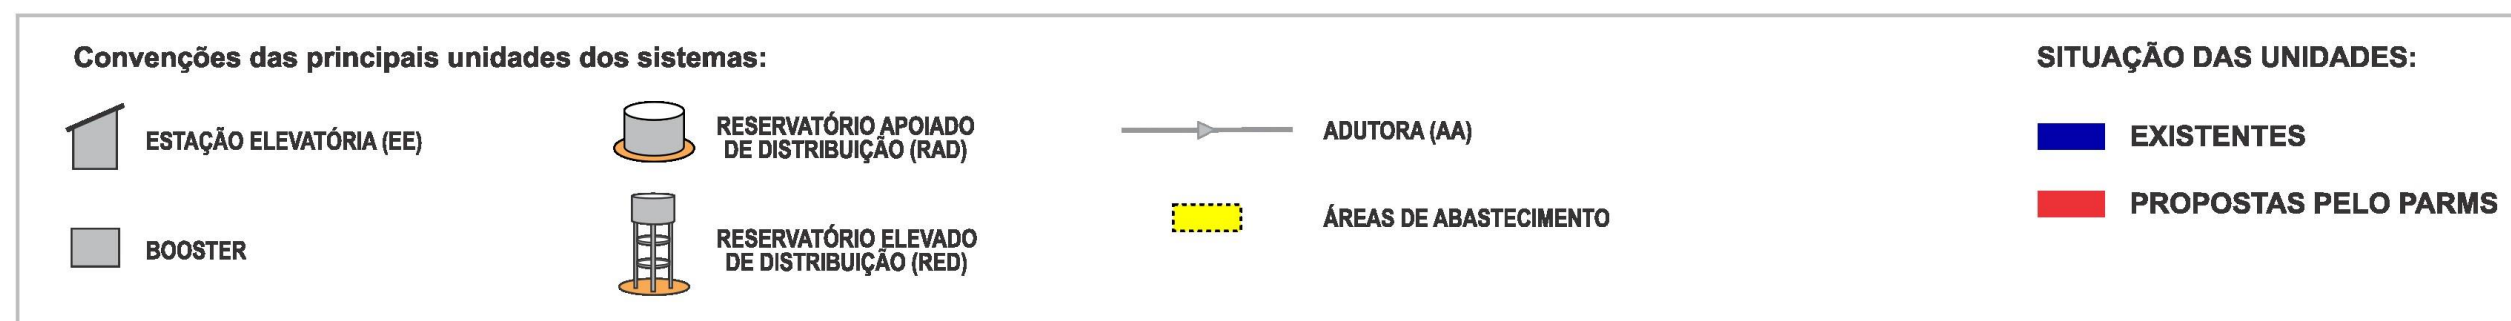 Convenções das principais unidades dos sistemas:
ESTAÇÃO ELEVATÓRIA (EE)
BOOSTER
RESERVATÓRIO APOIADO
DE DISTRIBUIÇÃO (RAD)
RESERVATÓRIO ELEVADO
DE DISTRIBUIÇÃO (RED)
ADUTORA (AA)
ÁREAS DE ABASTECIMENTO
SITUAÇÃO DAS UNIDADES:
EXISTENTES
PROPOSTAS PELO PARMS